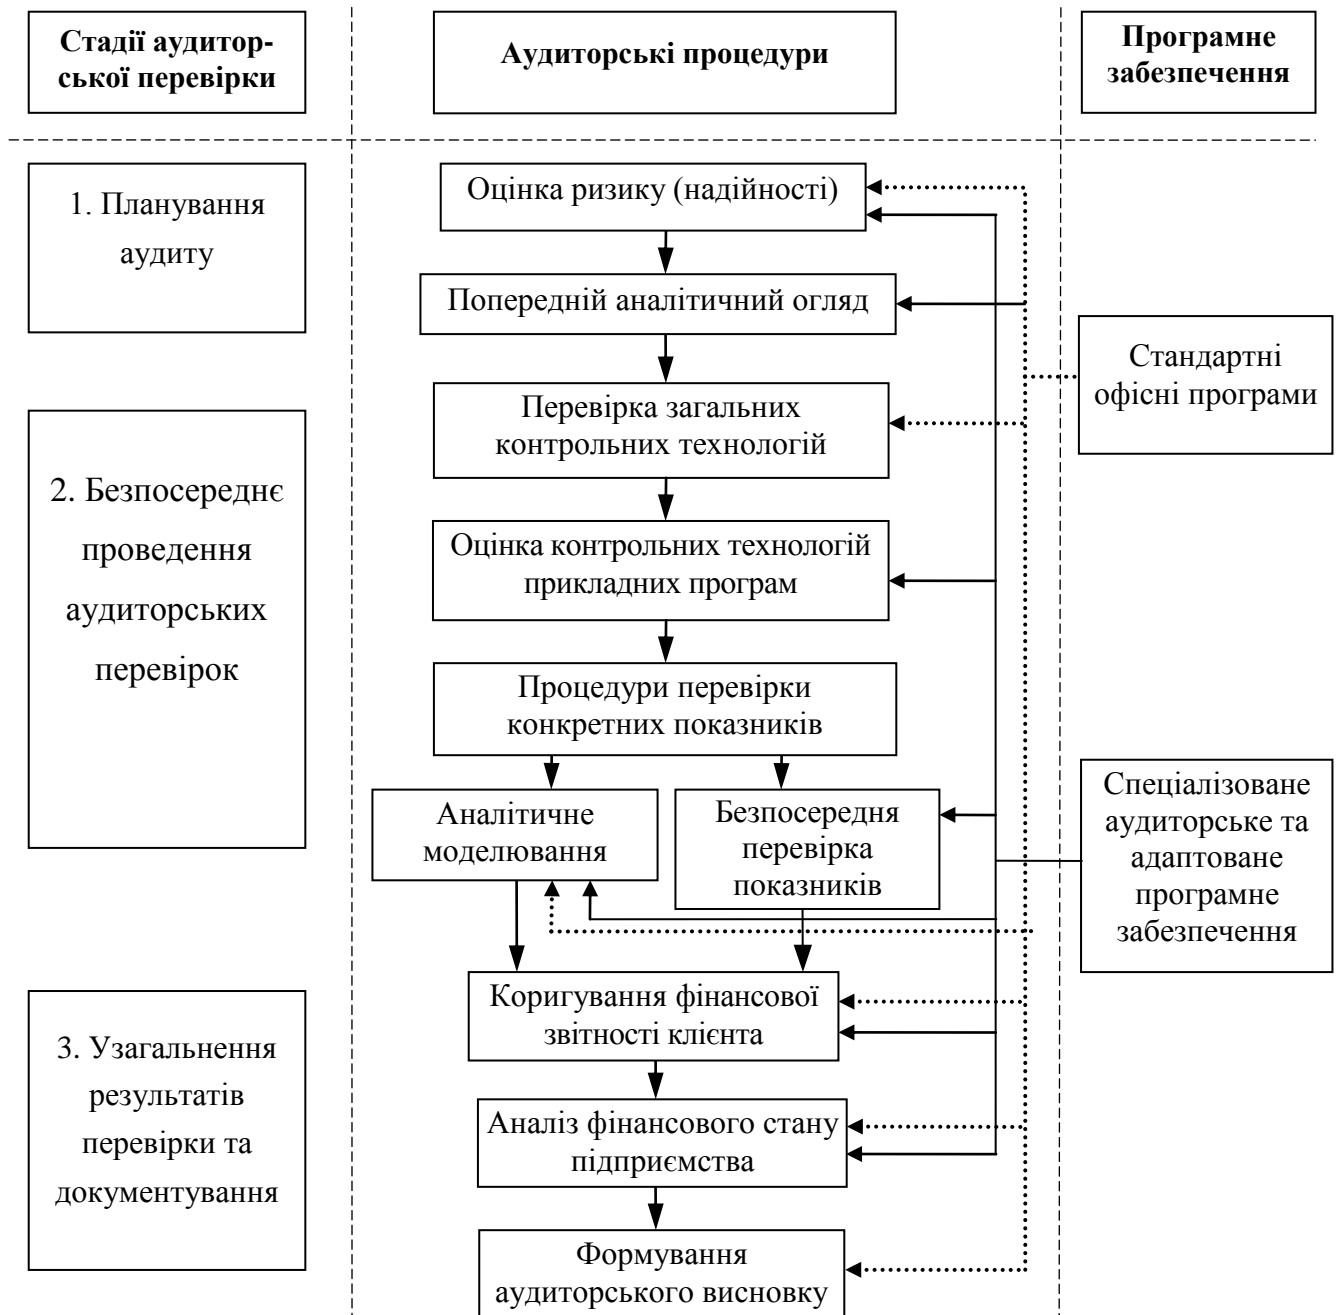 Стадії аудитор-
ської перевірки
Аудиторські процедури
Програмне
забезпечення
1. Планування
аудиту
Оцінка ризику (надійності)
Попередній аналітичний огляд
Стандартні
офісні програми
Перевірка загальних
контрольних технологій
2. Безпосереднє
проведення
аудиторських
перевірок
Оцінка контрольних технологій
прикладних програм
Процедури перевірки
конкретних показників
Аналітичне
моделювання
Безпосередня
перевірка
показників
Спеціалізоване
аудиторське та
адаптоване
програмне
забезпечення
3. Узагальнення
результатів
перевірки та
документування
Коригування фінансової
звітності клієнта
Аналіз фінансового стану
підприємства
Формування
аудиторського висновку